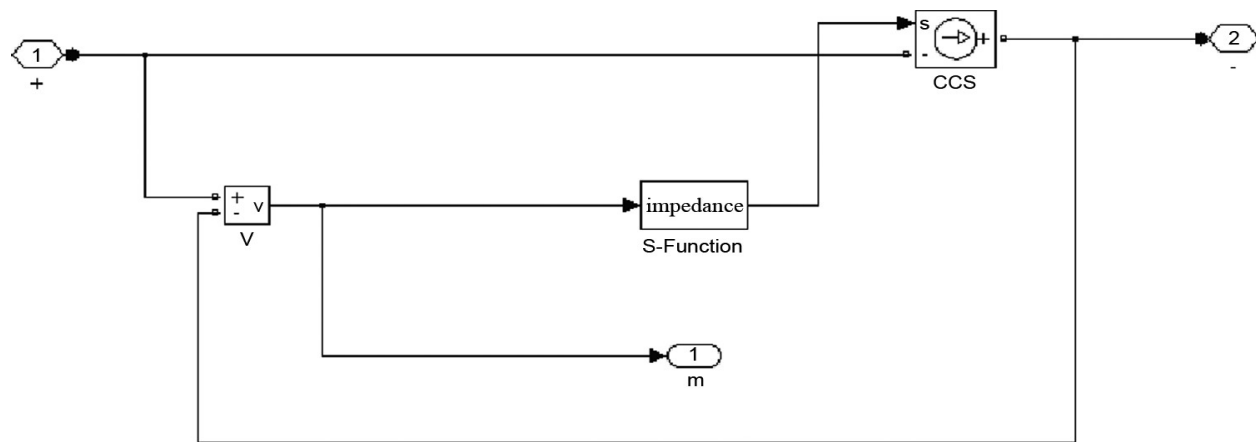 s
- +
CCS
1
+
2
-
+
- v
V
impedance
S-Function
1
m